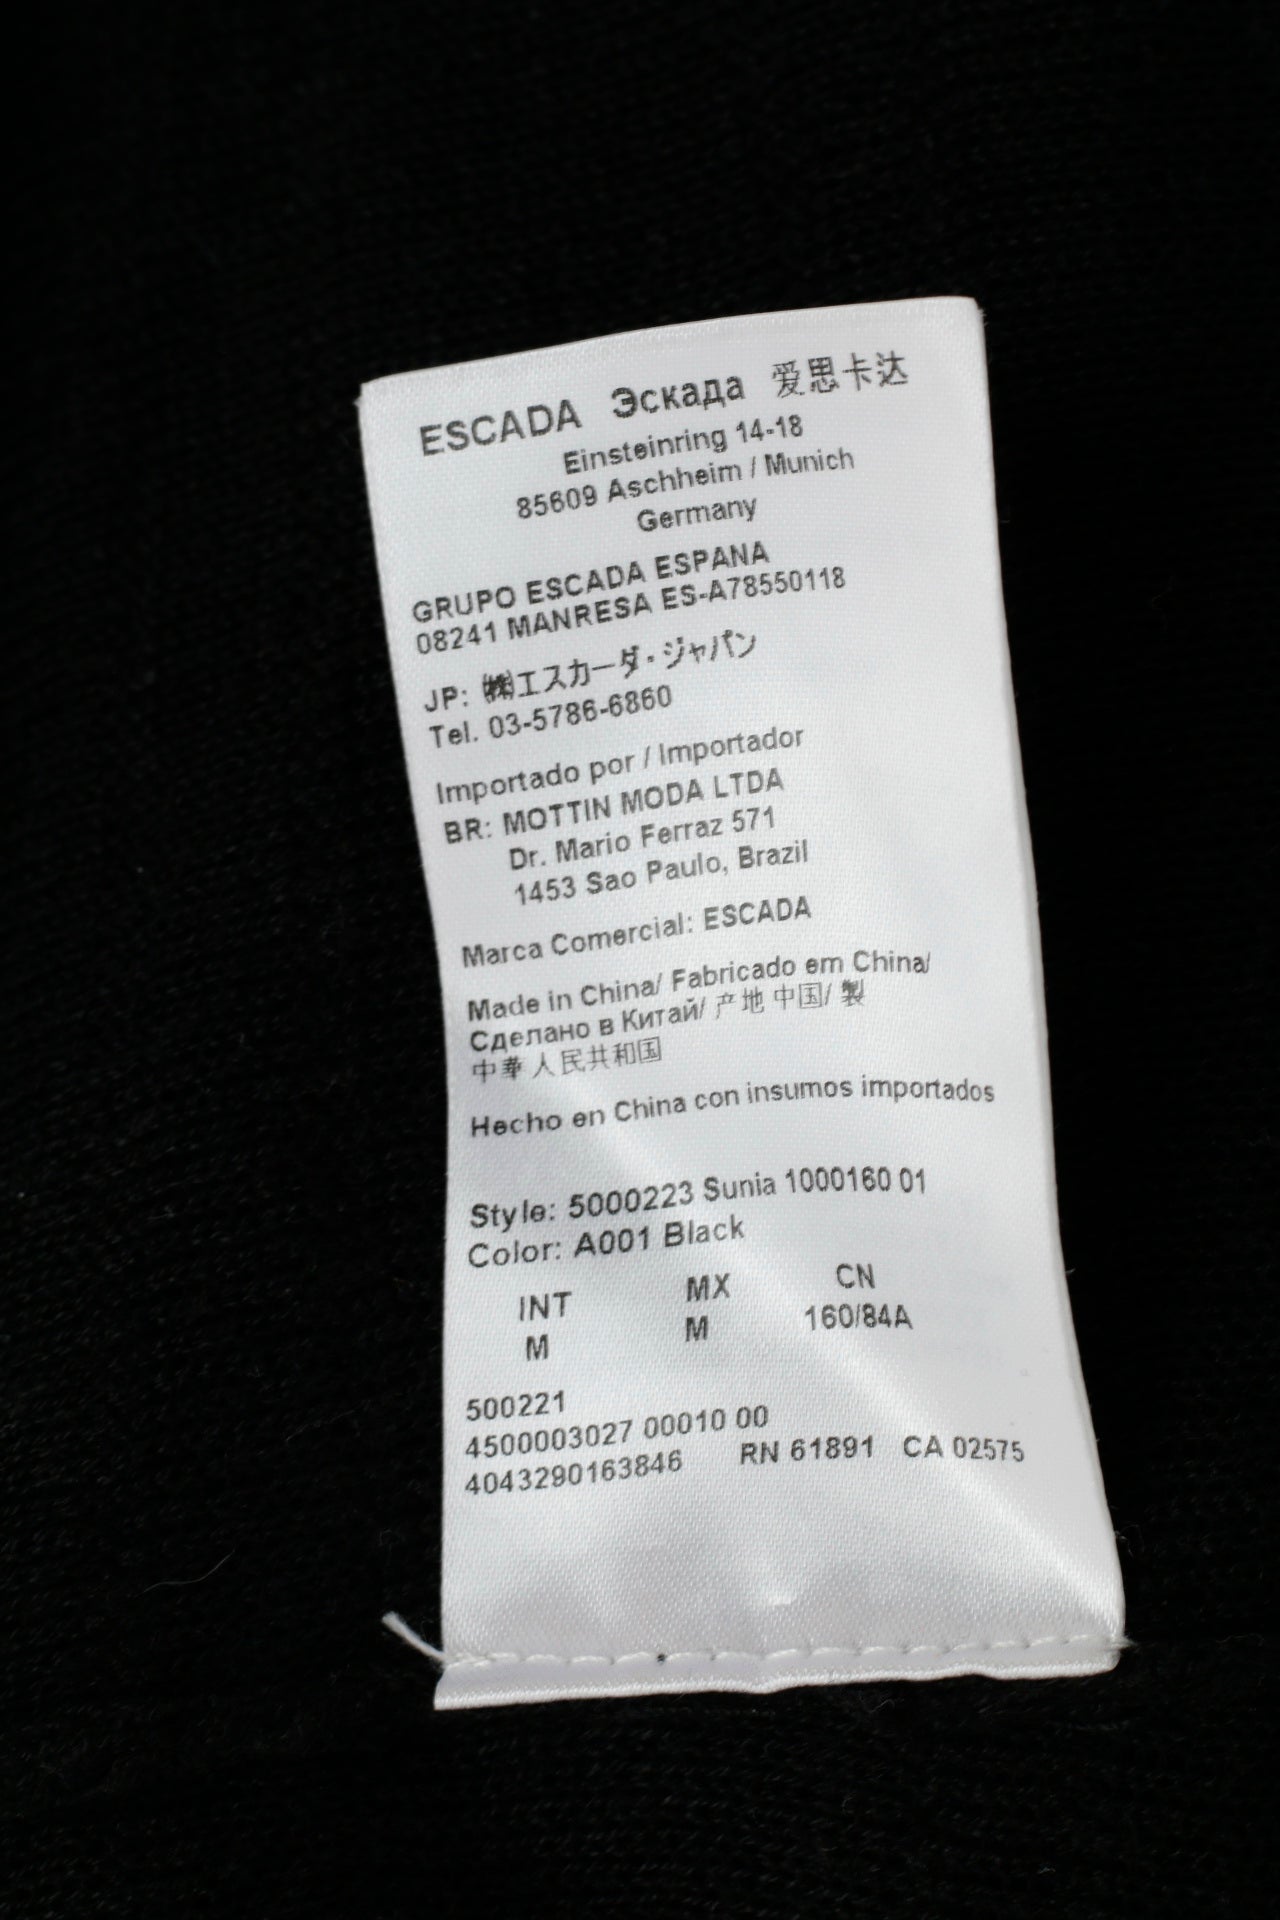 ESCADA Эскада 爱思卡达
Einsteinring 14-18
85609 Aschheim / Munich
Germany
GRUPO ESCADA ESPANA
08241 MANRESA ES-A78550118
JP: ㈱エスカーダ・ジャパン
Tel. 03-5786-6860
Importado por / Importador
BR: MOTTIN MODA LTDA
Dr. Mario Ferraz 571
1453 Sao Paulo, Brazil
Marca Comercial: ESCADA
Made in China/ Fabricado em China/
Сделано в Китай/ 产地 中国/ 製
中華人民共和国
Hecho en China con insumos importados
Style: 5000223 Sunia 1000160 01
Color: A001 Black
INT MX CN
M M 160/84A
500221
4500003027 00010 00
4043290163846 RN 61891 CA 02575